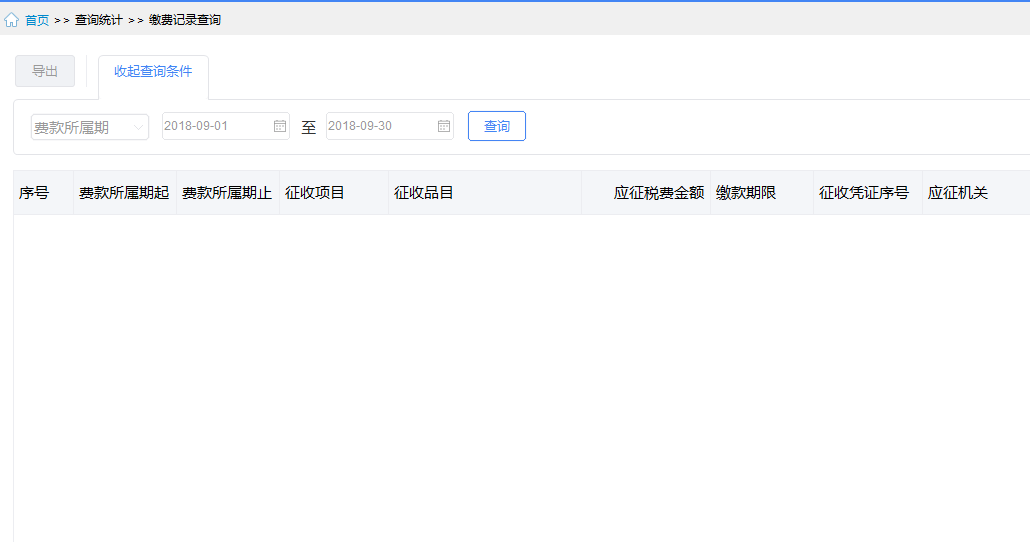 首页 >> 查询统计 >> 缴费记录查询
导出 收起查询条件
费款所属期 2018-09-01 至 2018-09-30 查询
序号 费款所属期起 费款所属期止 征收项目 征收品目 应征税费金额 缴款期限 征收凭证序号 应征机关